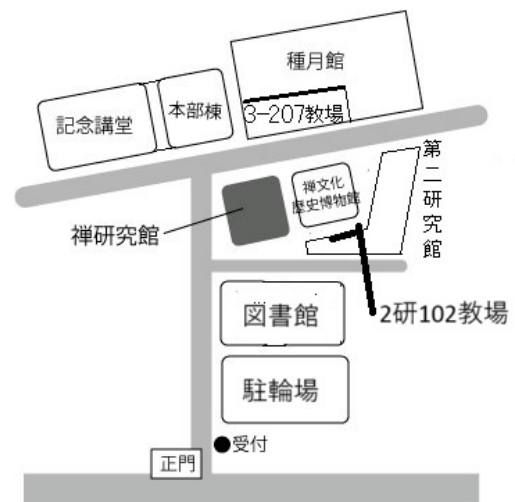 種月館
3-207教場
本部棟
記念講堂
第二研究館
禅文化
歴史博物館
禅研究館
図書館
2研102教場
駐輪場
●受付
正門